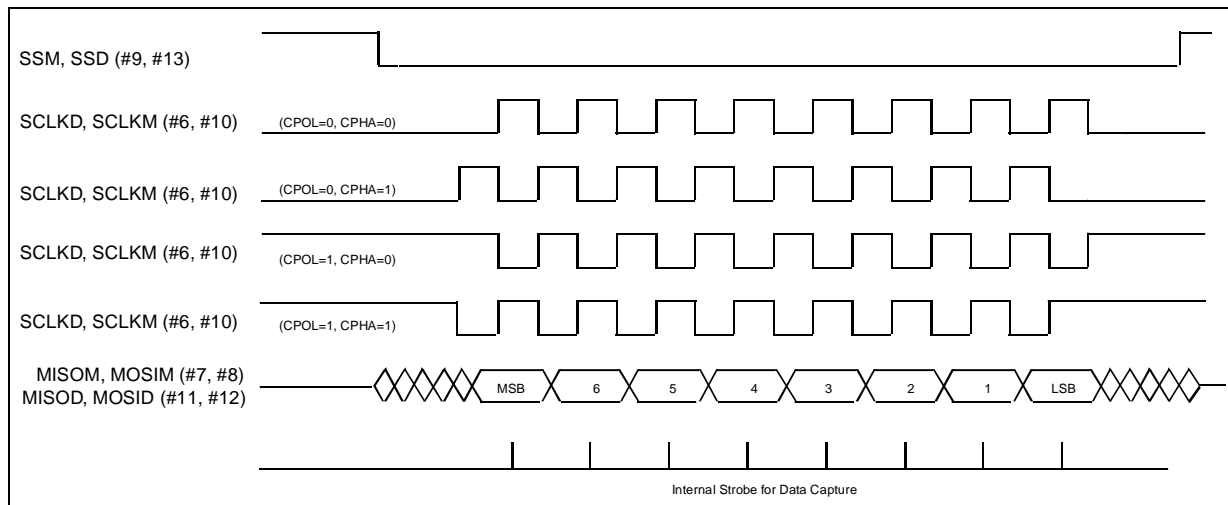 SSM, SSD (#9, #13)
SCLKD, SCLKM (#6, #10)
(CPOL=0, CPHA=0)
SCLKD, SCLKM (#6, #10)
(CPOL=0, CPHA=1)
SCLKD, SCLKM (#6, #10)
(CPOL=1, CPHA=0)
SCLKD, SCLKM (#6, #10)
(CPOL=1, CPHA=1)
MISOM, MOSIM (#7, #8)
MISOD, MOSID (#11, #12)
MSB 6 5 4 3 2 1 LSB
Internal Strobe for Data Capture